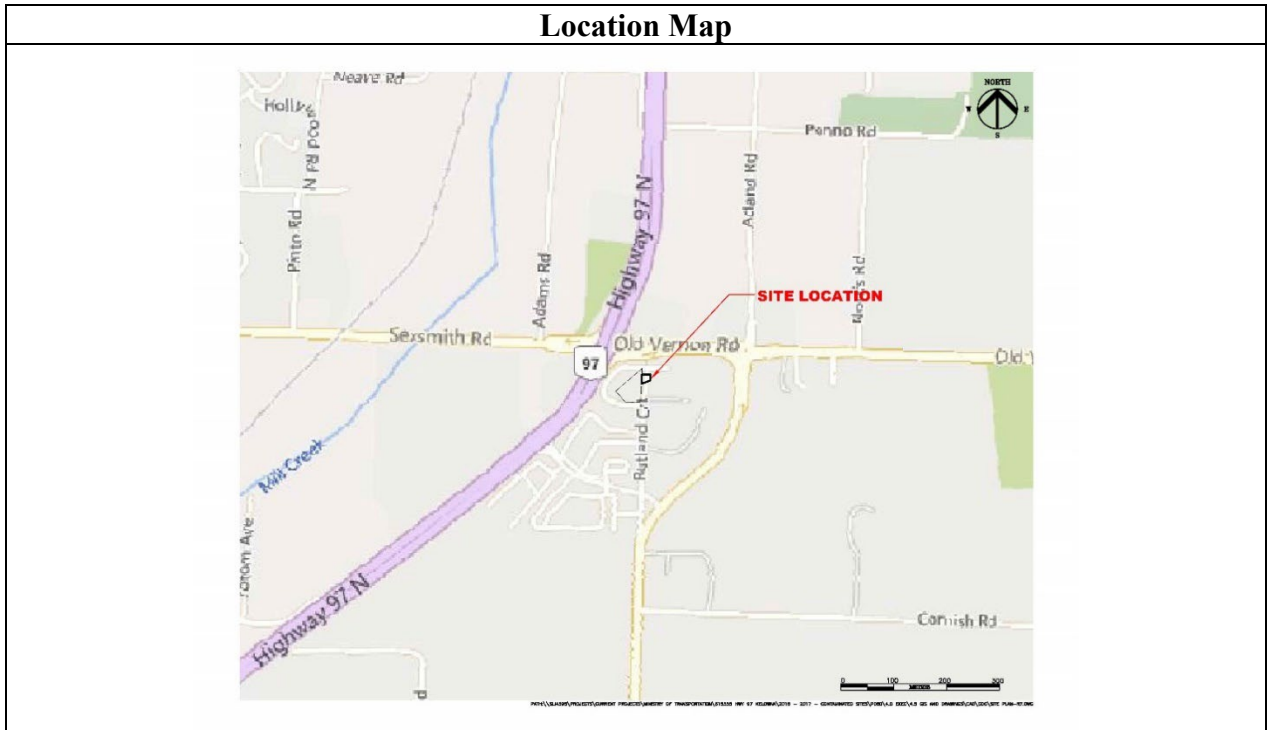 Location Map
Neave Rd
NORTH
W
E
S
Penno Rd
Pinto Rd
Adams Rd
Highway 97 N
Adland Rd
SITE LOCATION
Sexsmith Rd
Old Vernon Rd
97
Rutland Crt
Mill Creek
Highway 97 N
Cornish Rd
0 100 200 300